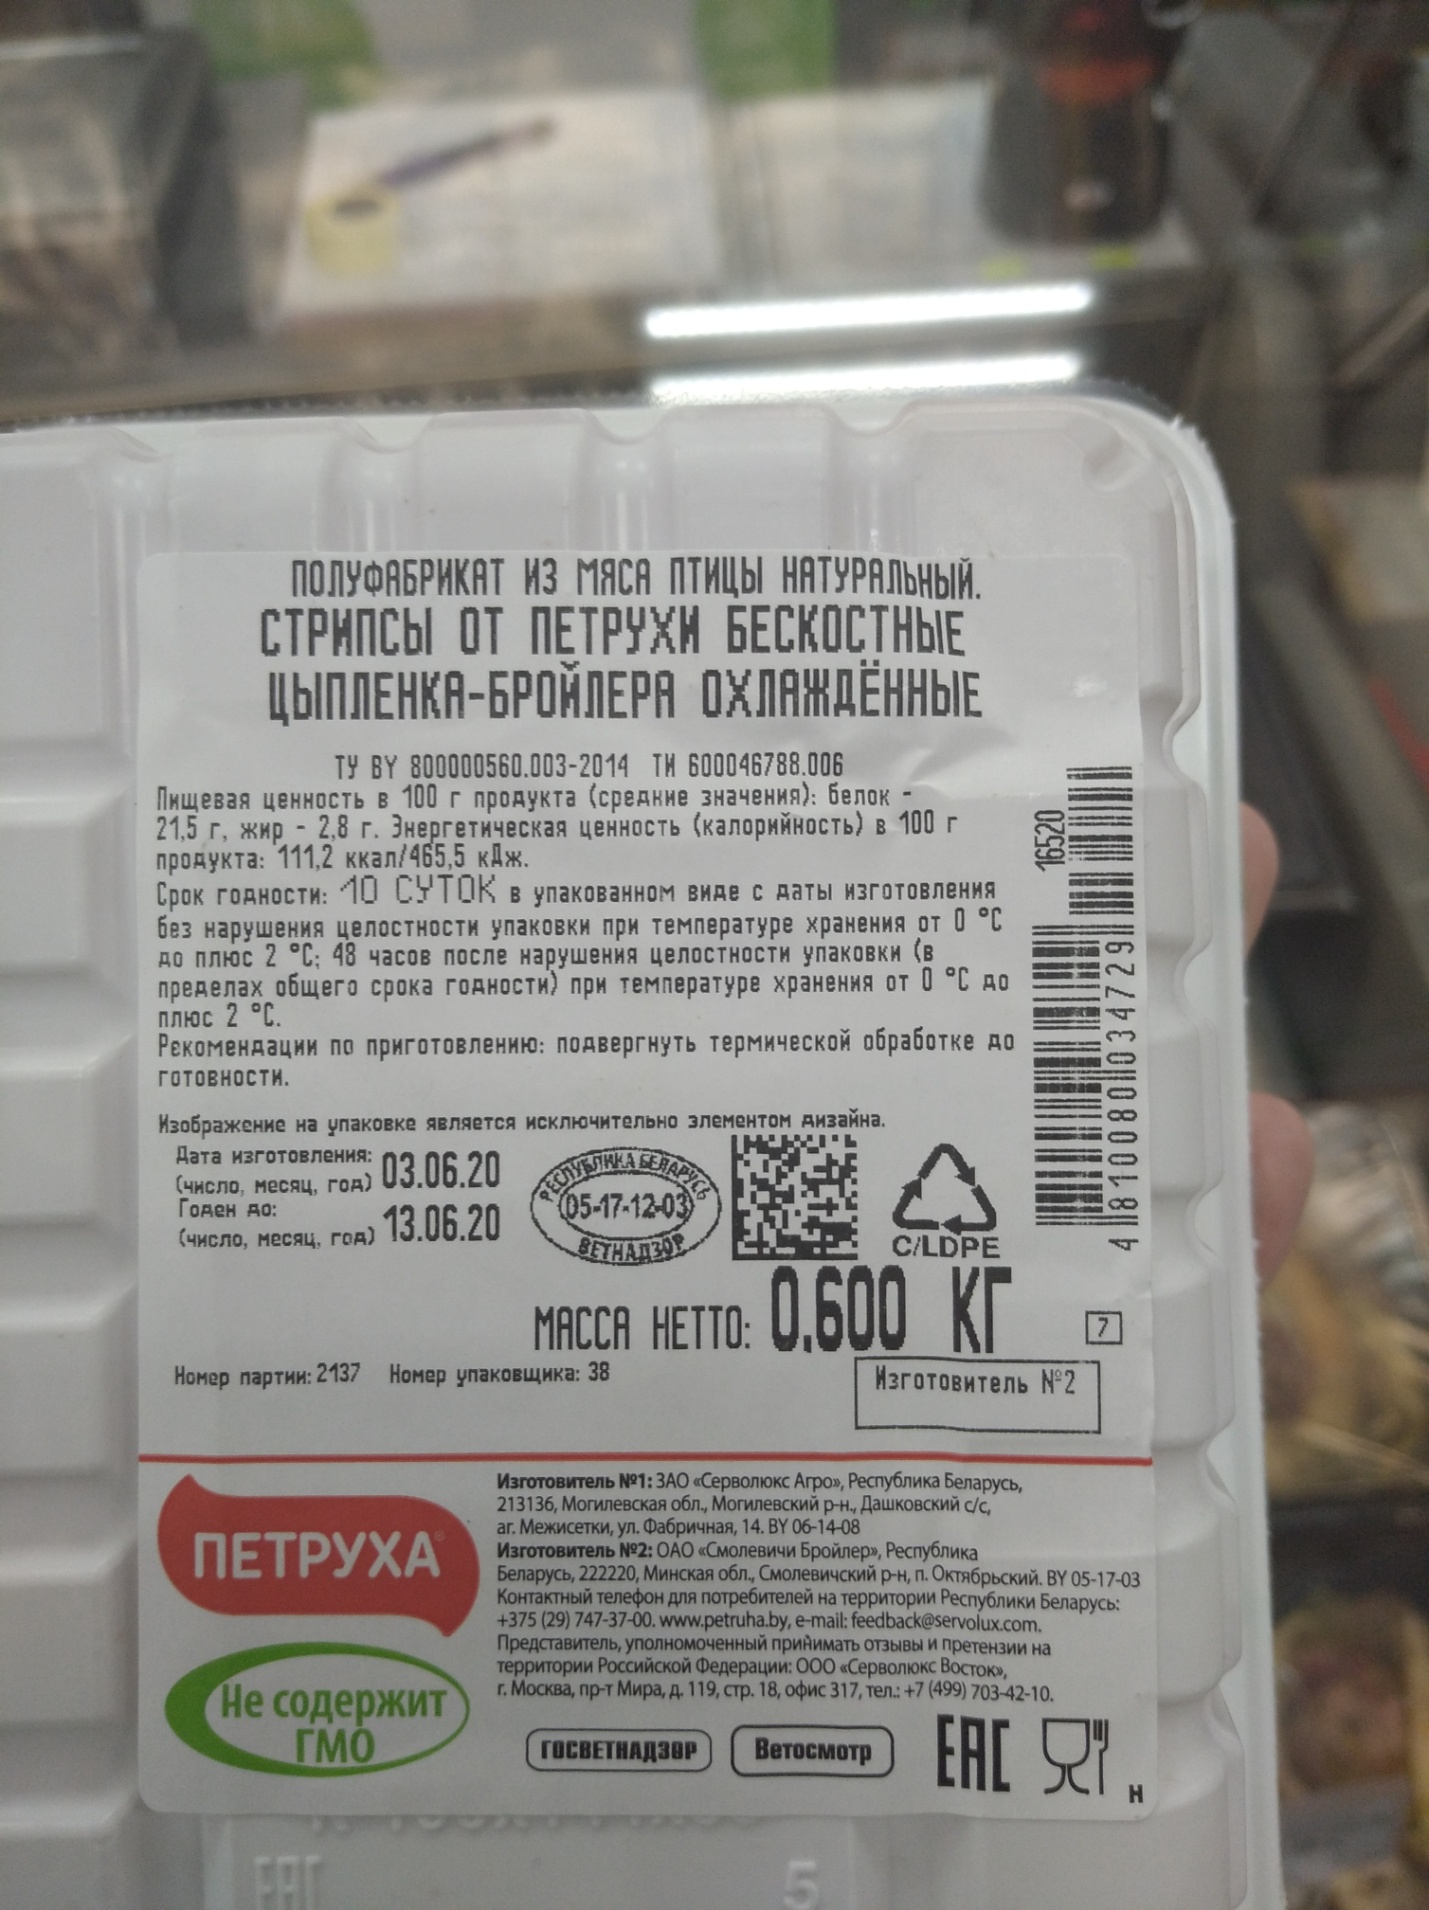 ПОЛУФАБРИКАТ ИЗ МЯСА ПТИЦЫ НАТУРАЛЬНЫЙ.
СТРИПСЫ ОТ ПЕТРУХИ БЕСКОСТНЫЕ
ЦЫПЛЕНКА-БРОЙЛЕРА ОХЛАЖДЁННЫЕ
ТУ BY 800000560.003-2014 ТИ 600046788.006
Пищевая ценность в 100 г продукта (средние значения): белок -
21,5 г, жир - 2,8 г. Энергетическая ценность (калорийность) в 100 г
продукта: 111,2 ккал/465,5 кДж.
Срок годности: 10 СУТОК в упакованном виде с даты изготовления
без нарушения целостности упаковки при температуре хранения от 0 °C
до плюс 2 °C; 48 часов после нарушения целостности упаковки (в
пределах общего срока годности) при температуре хранения от 0 °C до
плюс 2 °C.
Рекомендации по приготовлению: подвергнуть термической обработке до
готовности.
Изображение на упаковке является исключительно элементом дизайна.
Дата изготовления: 03.06.20
(число, месяц, год)
Годен до: 13.06.20
(число, месяц, год)
РЕСПУБЛИКА БЕЛАРУСЬ
05-17-12-03
ВЕТНАДЗОР
C/LDPE
16520
4 810080 034729
МАССА НЕТТО: 0.600 КГ
7
Номер партии: 2137 Номер упаковщика: 38
Изготовитель №2
ПЕТРУХА®
Не содержит
ГМО
Изготовитель №1: ЗАО «Серволюкс Агро», Республика Беларусь,
213136, Могилевская обл., Могилевский р-н., Дашковский с/с,
аг. Межисетки, ул. Фабричная, 14. BY 06-14-08
Изготовитель №2: ОАО «Смолевичи Бройлер», Республика
Беларусь, 222220, Минская обл., Смолевичский р-н, п. Октябрьский. BY 05-17-03
Контактный телефон для потребителей на территории Республики Беларусь:
+375 (29) 747-37-00. www.petruha.by, e-mail: feedback@servolux.com.
Представитель, уполномоченный принимать отзывы и претензии на
территории Российской Федерации: ООО «Серволюкс Восток»,
г. Москва, пр-т Мира, д. 119, стр. 18, офис 317, тел.: +7 (499) 703-42-10.
ГОСВЕТНАДЗОР
Ветосмотр
EAC
н
EAC
5